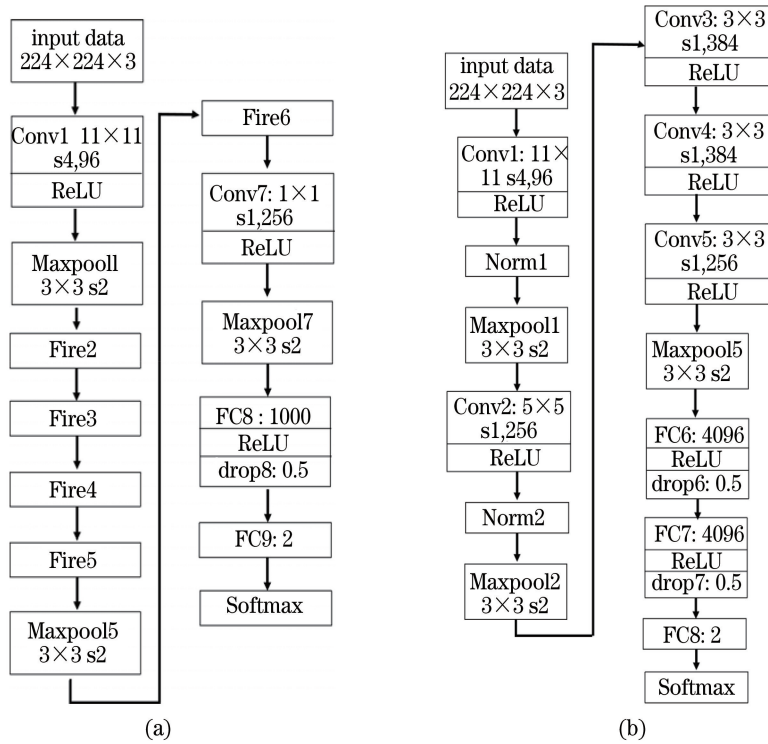 input data
224×224×3
Conv1 11×11
s4,96
ReLU
Maxpooll
3×3 s2
Fire2
Fire3
Fire4
Fire5
Maxpool5
3×3 s2
Fire6
Conv7: 1×1
s1,256
ReLU
Maxpool7
3×3 s2
FC8 : 1000
ReLU
drop8: 0.5
FC9: 2
Softmax
(a)
input data
224×224×3
Conv1: 11×
11 s4,96
ReLU
Norm1
Maxpool1
3×3 s2
Conv2: 5×5
s1,256
ReLU
Norm2
Maxpool2
3×3 s2
Conv3: 3×3
s1,384
ReLU
Conv4: 3×3
s1,384
ReLU
Conv5: 3×3
s1,256
ReLU
Maxpool5
3×3 s2
FC6: 4096
ReLU
drop6: 0.5
FC7: 4096
ReLU
drop7: 0.5
FC8: 2
Softmax
(b)